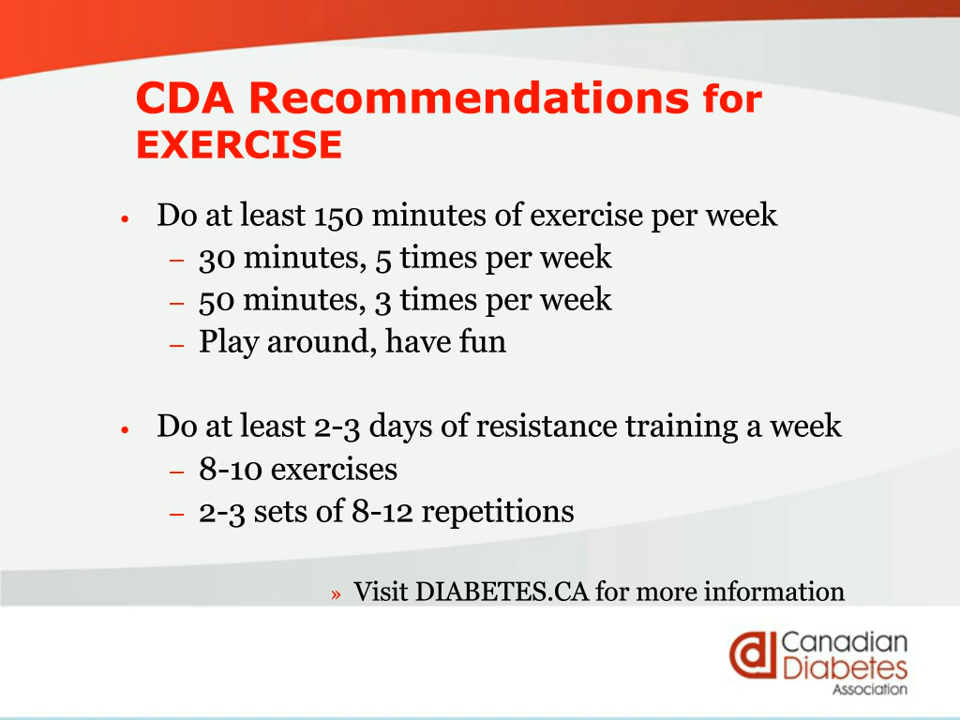 CDA Recommendations for
EXERCISE
• Do at least 150 minutes of exercise per week
– 30 minutes, 5 times per week
– 50 minutes, 3 times per week
– Play around, have fun
• Do at least 2-3 days of resistance training a week
– 8-10 exercises
– 2-3 sets of 8-12 repetitions
» Visit DIABETES.CA for more information
Canadian
Diabetes
Association